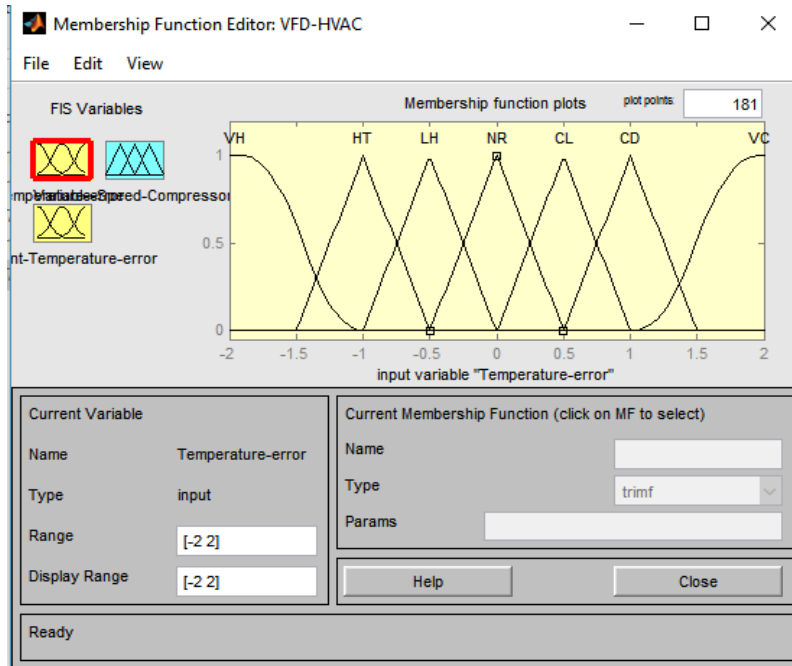 Membership Function Editor: VFD-HVAC
File Edit View
FIS Variables
Membership function plots
plot points:
181
VH HT LH NR CL CD VC
1
0.5
0
-2 -1.5 -1 -0.5 0 0.5 1 1.5 2
input variable "Temperature-error"
-Speed-Compressor
nt-Temperature-error
Current Variable
Name Temperature-error
Type input
Range [-2 2]
Display Range [-2 2]
Current Membership Function (click on MF to select)
Name
Type trimf
Params
Help Close
Ready